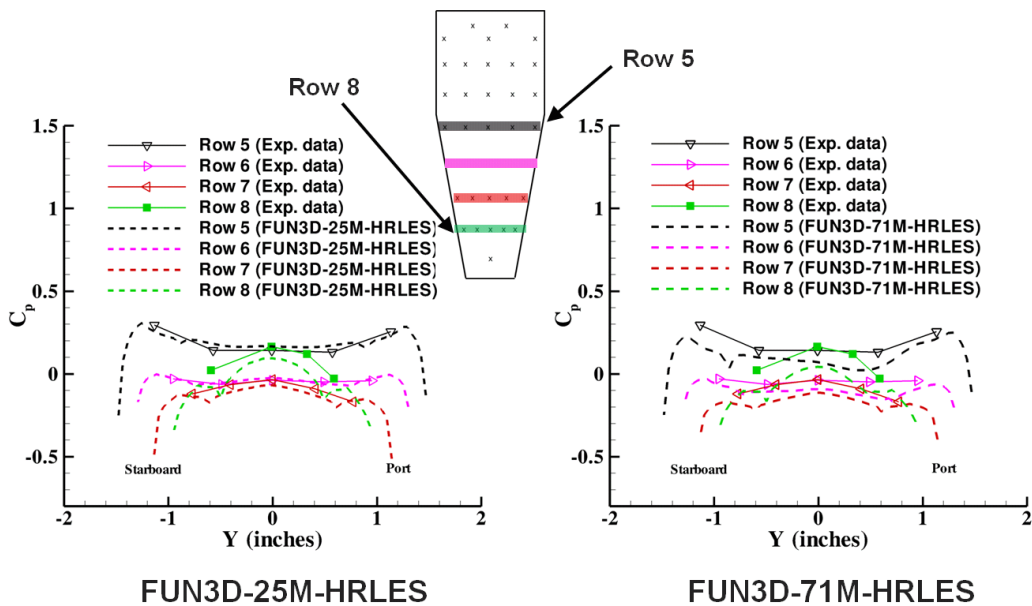 Row 5
Row 8
1.5
1
0.5
0
-0.5
C_p
Row 5 (Exp. data)
Row 6 (Exp. data)
Row 7 (Exp. data)
Row 8 (Exp. data)
Row 5 (FUN3D-25M-HRLES)
Row 6 (FUN3D-25M-HRLES)
Row 7 (FUN3D-25M-HRLES)
Row 8 (FUN3D-25M-HRLES)
Starboard
Port
-2
-1
0
1
2
Y (inches)
FUN3D-25M-HRLES
1.5
1
0.5
0
-0.5
C_p
Row 5 (Exp. data)
Row 6 (Exp. data)
Row 7 (Exp. data)
Row 8 (Exp. data)
Row 5 (FUN3D-71M-HRLES)
Row 6 (FUN3D-71M-HRLES)
Row 7 (FUN3D-71M-HRLES)
Row 8 (FUN3D-71M-HRLES)
Starboard
Port
-2
-1
0
1
2
Y (inches)
FUN3D-71M-HRLES